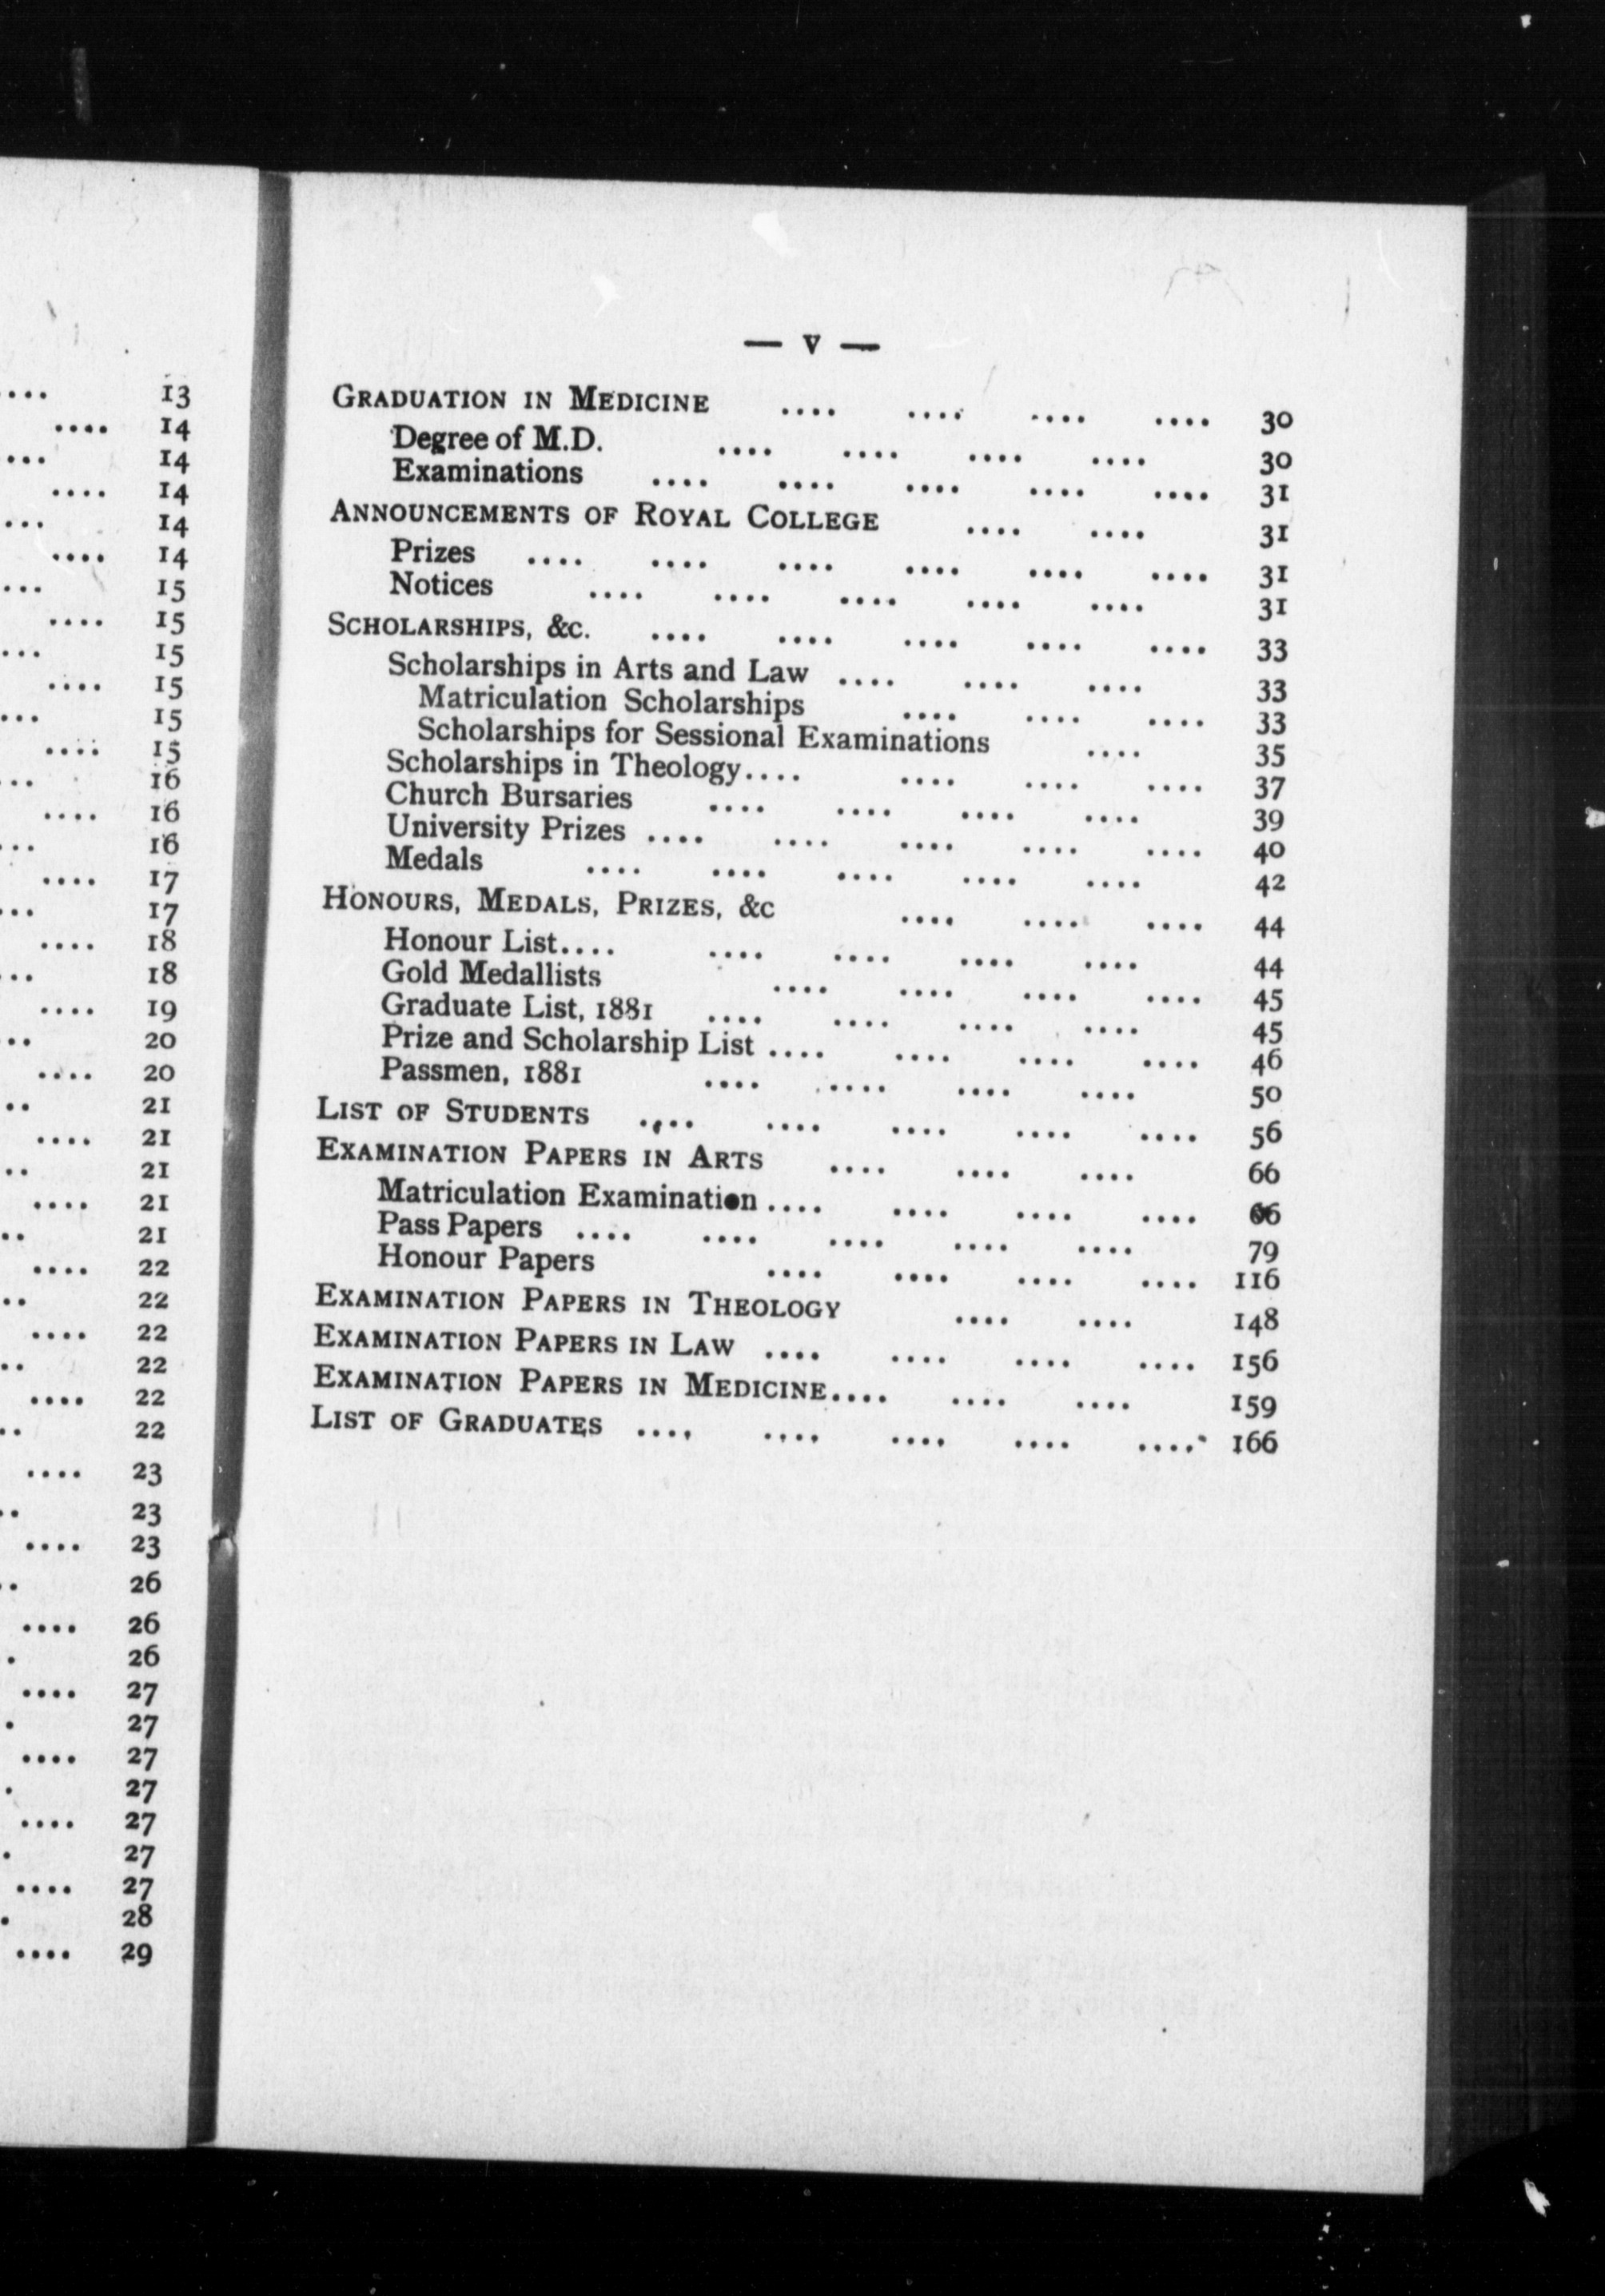 .... 13
.... 14
... 14
.... 14
... 14
.... 14
... 15
.... 15
... 15
.... 15
... 15
.... 15
... 16
.... 16
... 16
.... 17
... 17
.... 18
... 18
.... 19
.. 20
.... 20
.. 21
.... 21
.. 21
.... 21
.. 21
.... 22
.. 22
.... 22
.. 22
.... 22
.. 22
.... 23
.. 23
.... 23
.. 26
.... 26
. 26
.... 27
. 27
.... 27
. 27
.... 27
. 27
.... 27
. 28
.... 29
— v —
GRADUATION IN MEDICINE .... .... .... .... 30
Degree of M.D. .... .... .... .... 30
Examinations .... .... .... .... .... 31
ANNOUNCEMENTS OF ROYAL COLLEGE .... .... 31
Prizes .... .... .... .... .... .... 31
Notices .... .... .... .... .... 31
SCHOLARSHIPS, &c. .... .... .... .... .... 33
Scholarships in Arts and Law .... .... .... 33
Matriculation Scholarships .... .... .... 33
Scholarships for Sessional Examinations .... 35
Scholarships in Theology.... .... .... .... 37
Church Bursaries .... .... .... .... 39
University Prizes .... .... .... .... .... 40
Medals .... .... .... .... .... 42
HONOURS, MEDALS, PRIZES, &c .... .... .... 44
Honour List.... .... .... .... .... 44
Gold Medallists .... .... .... .... 45
Graduate List, 1881 .... .... .... .... 45
Prize and Scholarship List .... .... .... .... 46
Passmen, 1881 .... .... .... .... 50
LIST OF STUDENTS .... .... .... .... .... 56
EXAMINATION PAPERS IN ARTS .... .... .... 66
Matriculation Examination .... .... .... .... 66
Pass Papers .... .... .... .... .... 79
Honour Papers .... .... .... .... 116
EXAMINATION PAPERS IN THEOLOGY .... .... 148
EXAMINATION PAPERS IN LAW .... .... .... .... 156
EXAMINATION PAPERS IN MEDICINE.... .... .... 159
LIST OF GRADUATES .... .... .... .... .... 166